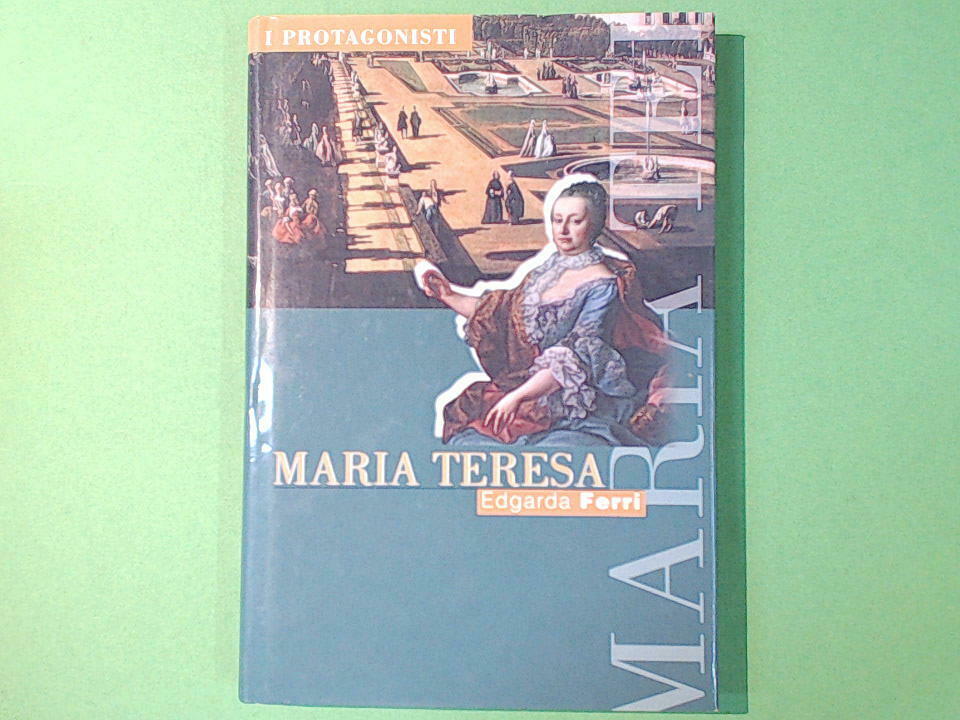 I PROTAGONISTI
MARIA TERESA
Edgarda Ferri
MARIA TE